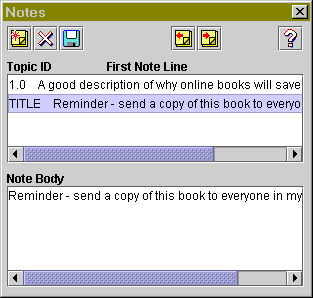 Notes
Topic ID First Note Line
1.0 A good description of why online books will save
TITLE Reminder - send a copy of this book to everyo
Note Body
Reminder - send a copy of this book to everyone in my